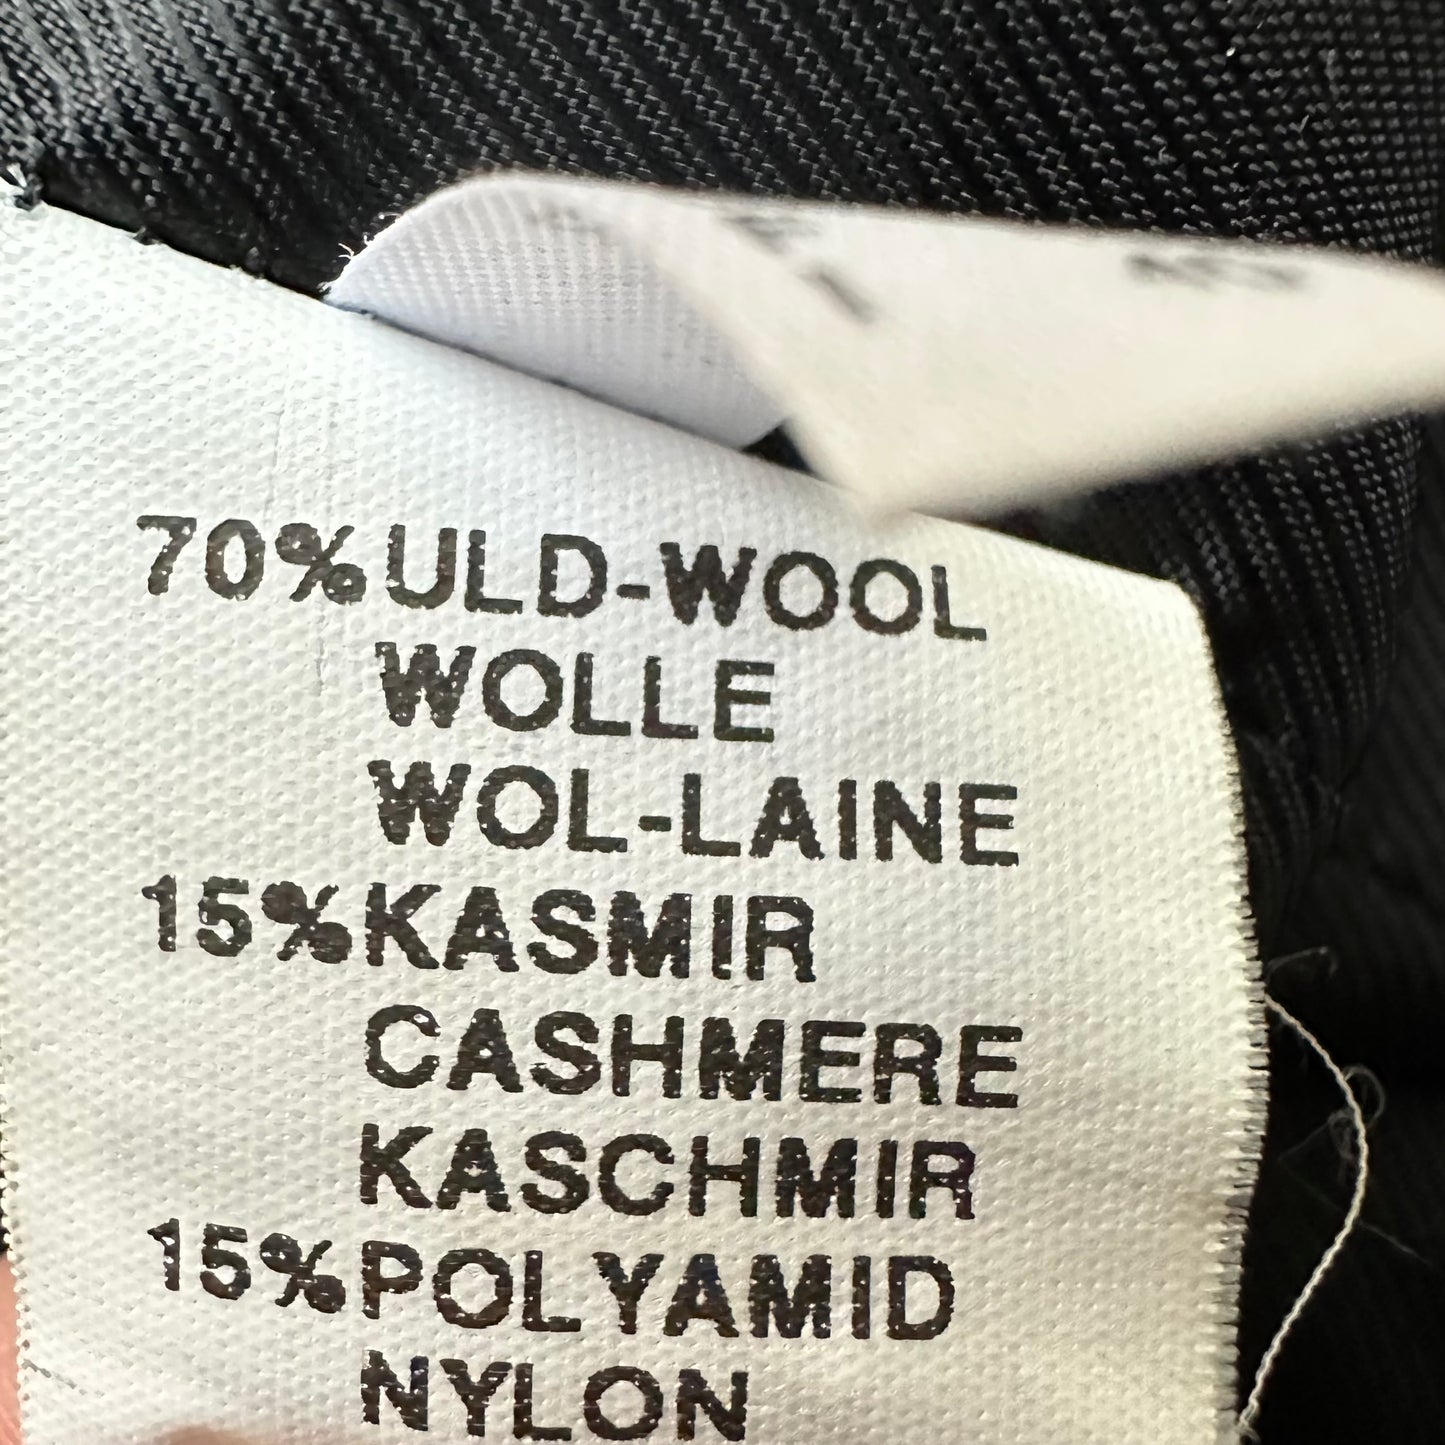 70% ULD-WOOL
WOLLE
WOL-LAINE
15% KASMIR
CASHMERE
KASCHMIR
15% POLYAMID
NYLON